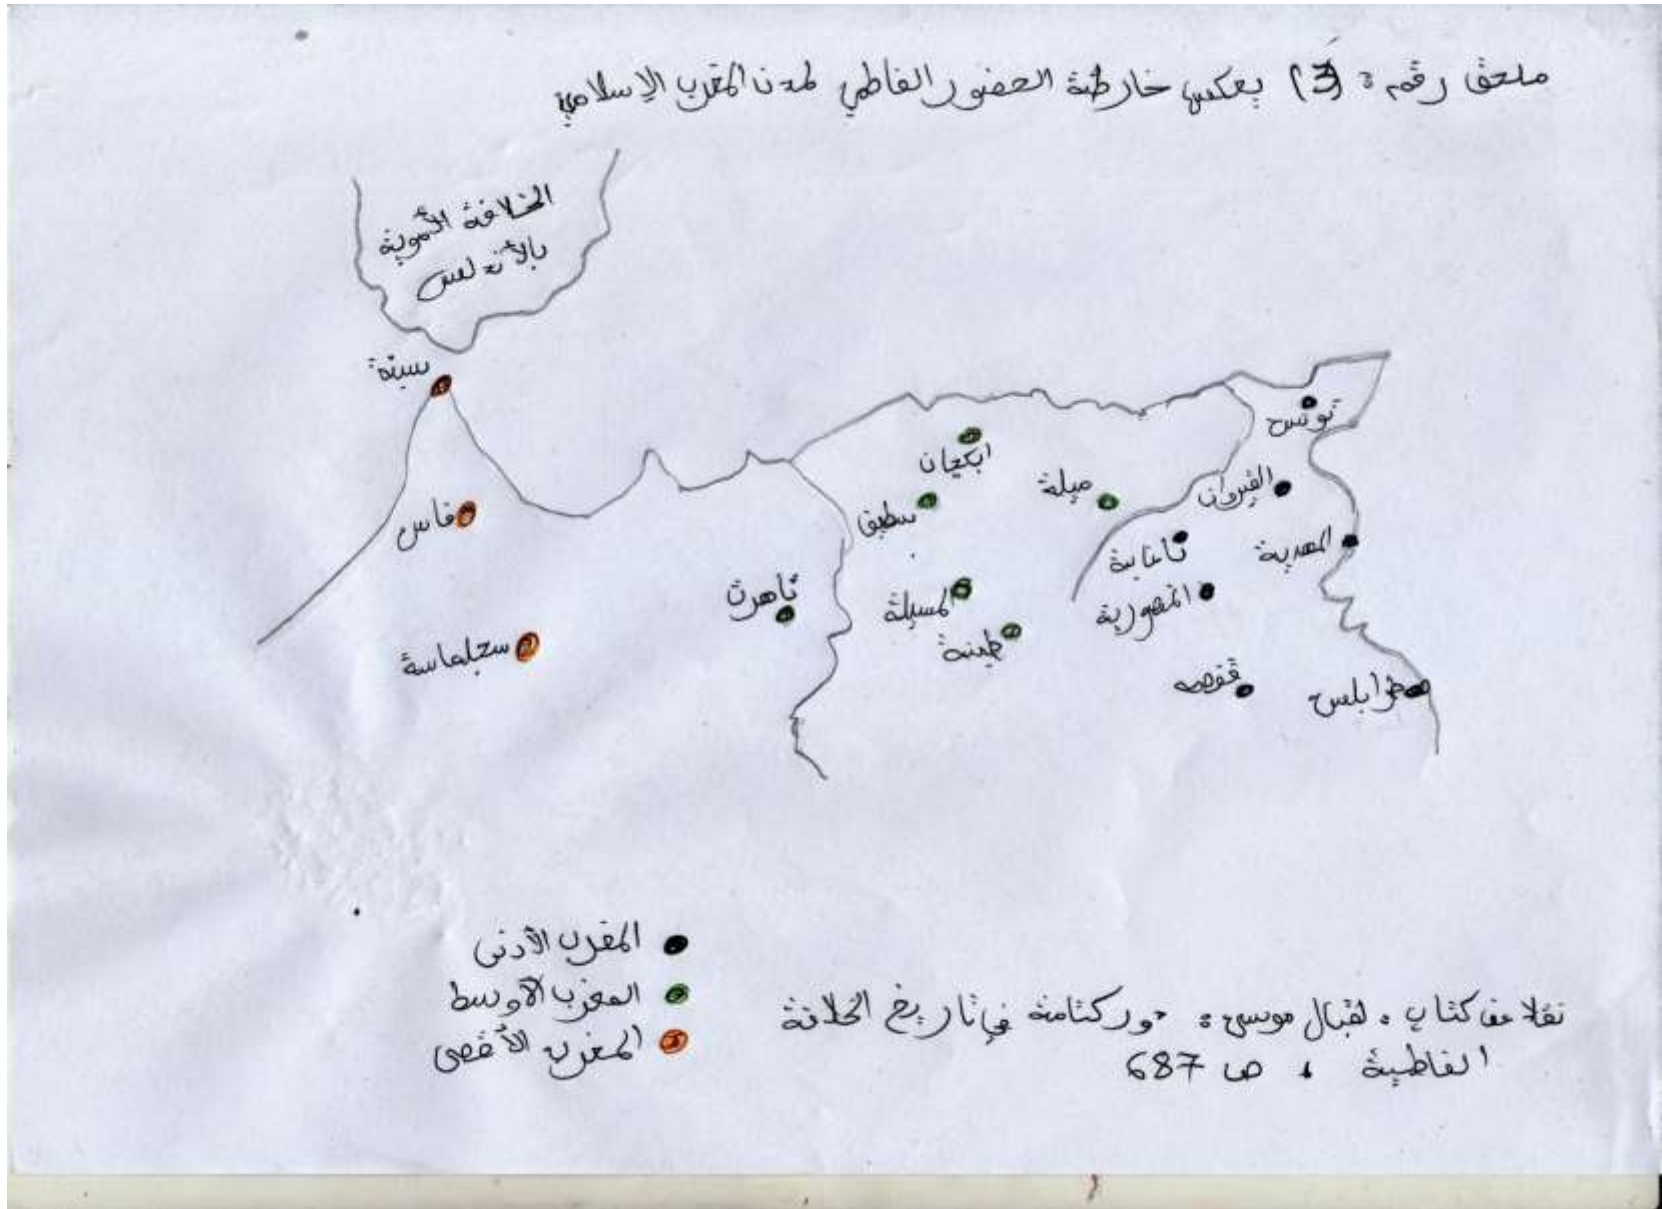 ملحق رقم : (3) يعكس خارطة الحضور الفاطمي لمدن المغرب الإسلامي
الخلافة الأموية
بالأندلس
سبتة
تونس
ابكجان
ميلة
القيروان
فاس
سطيف
المهدية
تاهرت
المسيلة
المنصورية
طبنة
سجلماسة
قفصة
طرابلس
المغرب الأدنى
المغرب الأوسط
المغرب الأقصى
نقلا عن كتاب . لقبال موسى : دور كتامة في تاريخ الخلافة
الفاطمية ، ص 687